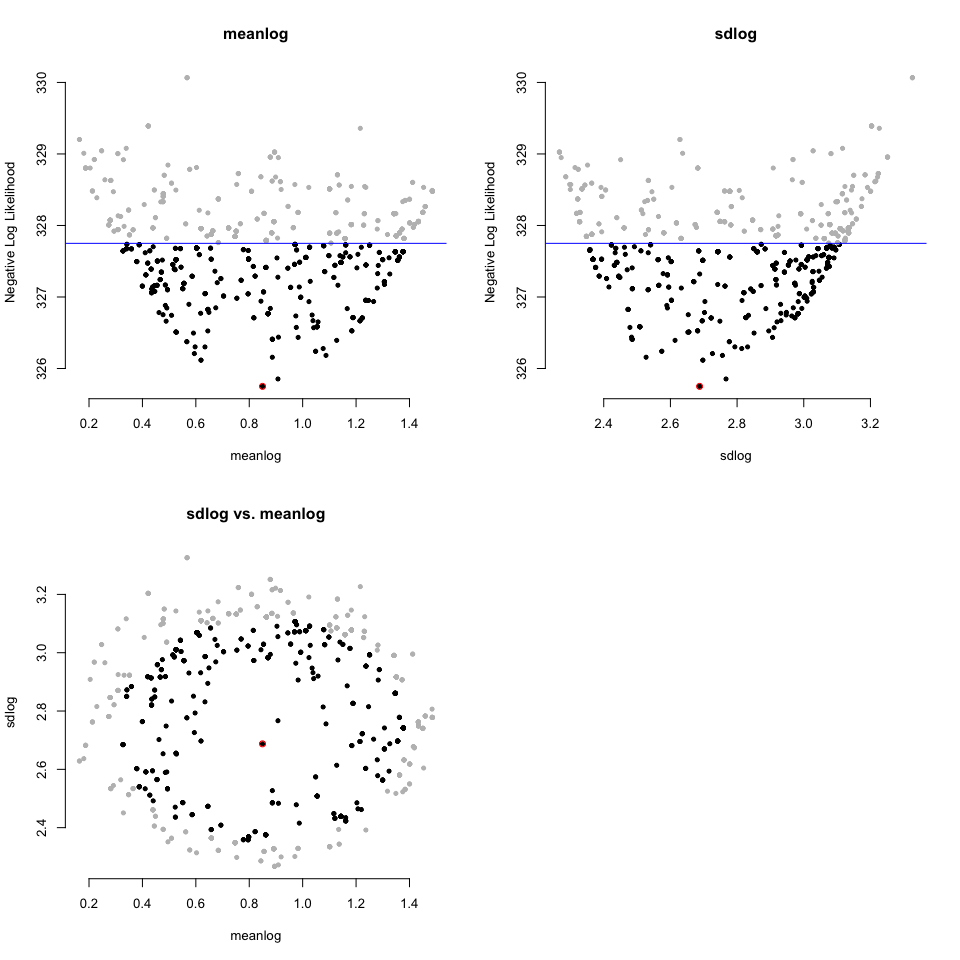 meanlog
Negative Log Likelihood
330
329
328
327
326
0.2 0.4 0.6 0.8 1.0 1.2 1.4
meanlog
sdlog
Negative Log Likelihood
330
329
328
327
326
2.4 2.6 2.8 3.0 3.2
sdlog
sdlog vs. meanlog
sdlog
3.2
3.0
2.8
2.6
2.4
0.2 0.4 0.6 0.8 1.0 1.2 1.4
meanlog